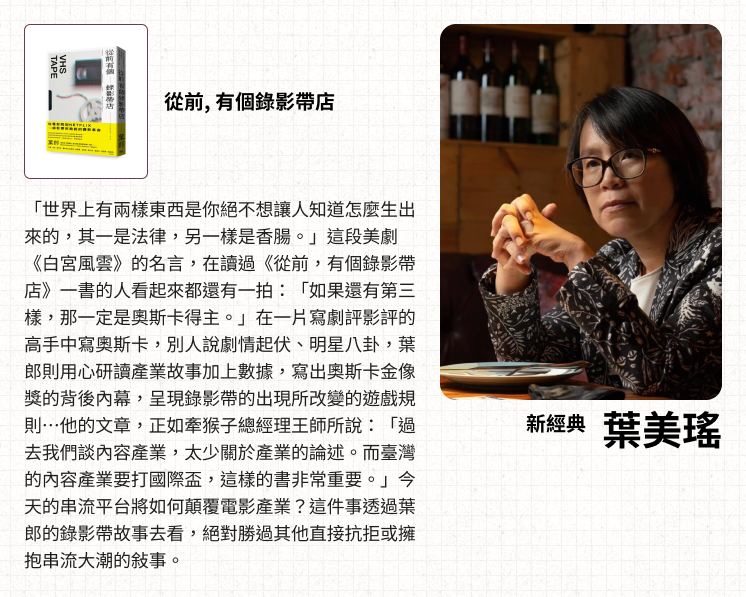 VHS
TAPE
從前有個
錄影帶店
從前, 有個錄影帶店
「世界上有兩樣東西是你絕不想讓人知道怎麼生出
來的，其一是法律，另一樣是香腸。」這段美劇
《白宮風雲》的名言，在讀過《從前，有個錄影帶
店》一書的人看起來都還有一拍：「如果還有第三
樣，那一定是奧斯卡得主。」在一片寫劇評影評的
高手中寫奧斯卡，別人說劇情起伏、明星八卦，葉
郎則用心研讀產業故事加上數據，寫出奧斯卡金像
獎的背後內幕，呈現錄影帶的出現所改變的遊戲規
則⋯他的文章，正如牽猴子總經理王師所說：「過
去我們談內容產業，太少關於產業的論述。而臺灣
的內容產業要打國際盃，這樣的書非常重要。」今
天的串流平台將如何顛覆電影產業？這件事透過葉
郎的錄影帶故事去看，絕對勝過其他直接抗拒或擁
抱串流大潮的敘事。
新經典
葉美瑤